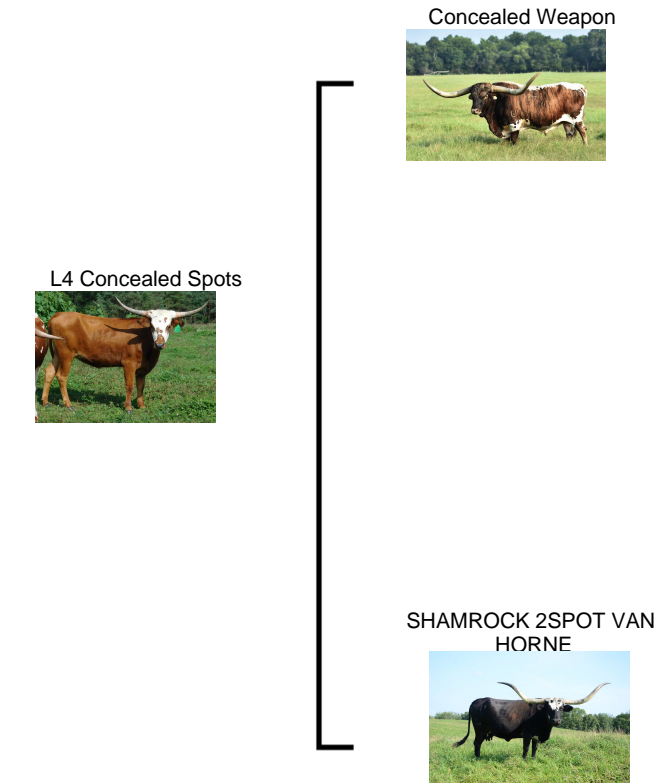 Concealed Weapon
L4 Concealed Spots
SHAMROCK 2SPOT VAN
HORNE